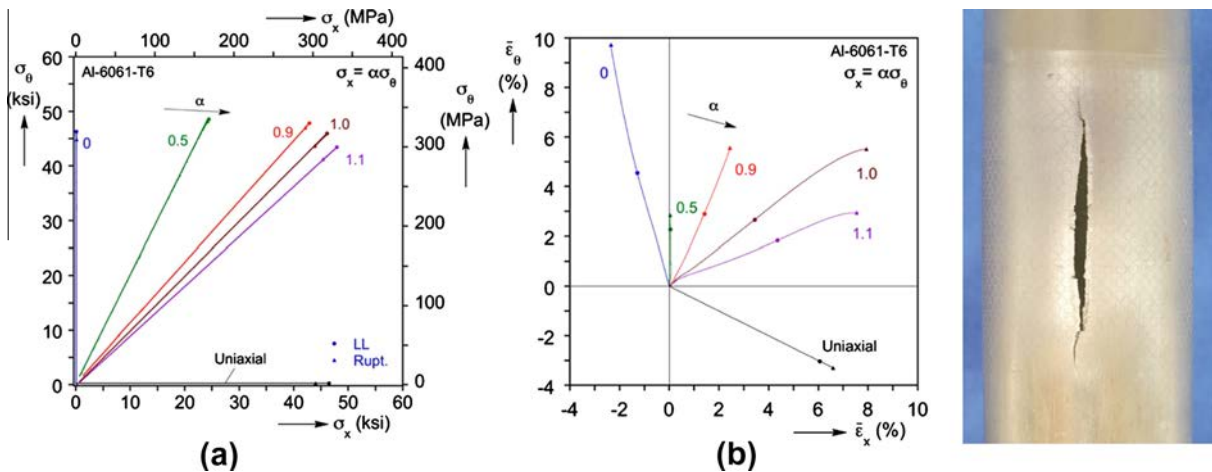 σx (MPa)
0 100 200 300 400
60
50
40
30
20
10
0
σθ
(ksi)
Al-6061-T6
σx = ασθ
α
0
0.5
0.9
1.0
1.1
LL
Rupt.
Uniaxial
400
300
200
300
100
0
σθ
(MPa)
0 10 20 30 40 50 60
σx (ksi)
(a)
ε̄θ
(%)
10
8
6
4
2
0
-2
-4
Al-6061-T6
σx = ασθ
α
0
0.5
0.9
1.0
1.1
Uniaxial
-4 -2 0 2 4 6 8 10
ε̄x (%)
(b)